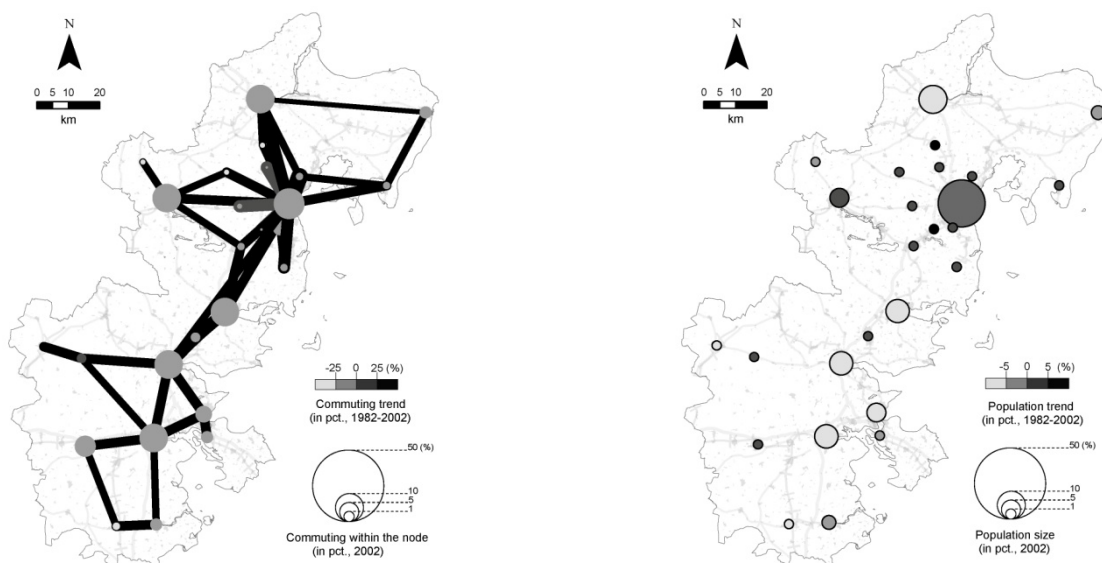 N
0 5 10 20
km
-25 0 25 (%)
Commuting trend
(in pct., 1982-2002)
50 (%)
10
5
1
Commuting within the node
(in pct., 2002)
N
0 5 10 20
km
-5 0 5 (%)
Population trend
(in pct., 1982-2002)
50 (%)
10
5
1
Population size
(in pct., 2002)